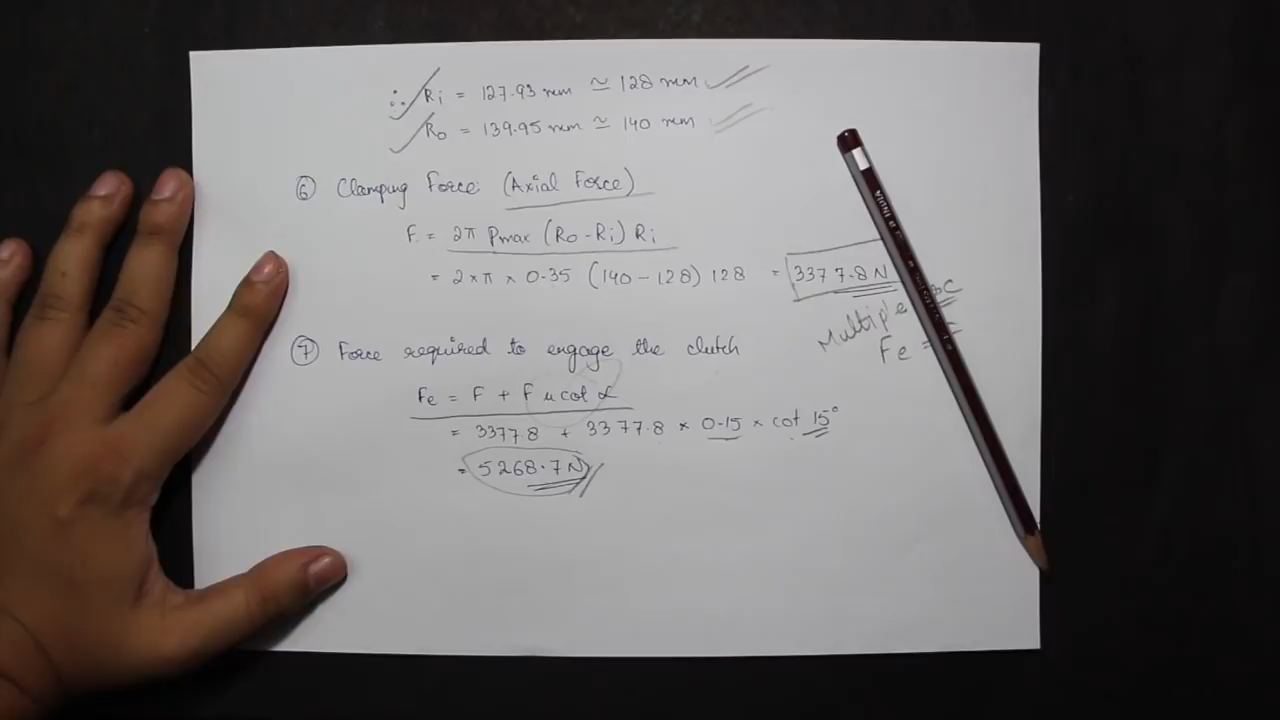 ∴ Ri = 127.93 mm ≃ 128 mm
Ro = 139.95 mm ≃ 140 mm
⑥ Clamping Force: (Axial Force)
F = 2π Pmax (Ro - Ri) Ri
= 2 × π × 0.35 (140 - 128) 128 = 3377.8 N
Multiple
Fe =
⑦ Force required to engage the clutch
Fe = F + F μ cot α
= 3377.8 + 3377.8 × 0.15 × cot 15°
= 5268.7 N
INDIA